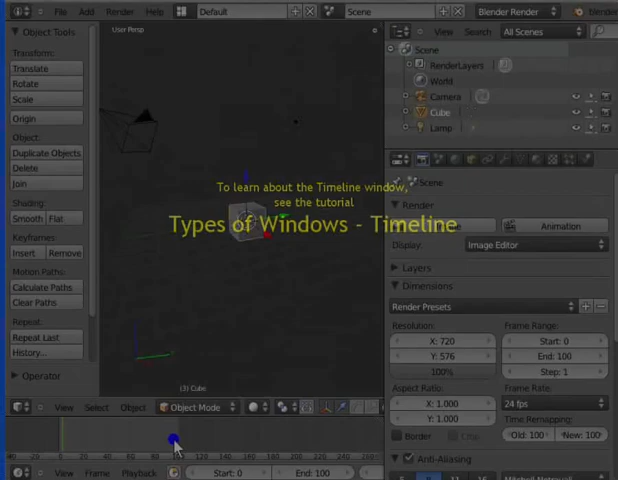 File Add Render Help Default Scene Blender Render
Object Tools
User Persp
View Search All Scenes
Transform:
Translate
Rotate
Scale
Origin
Object:
Duplicate Objects
Delete
Join
Shading:
Smooth Flat
Keyframes:
Insert Remove
Motion Paths:
Calculate Paths
Clear Paths
Repeat:
Repeat Last
History...
Operator
To learn about the Timeline window,
see the tutorial
Types of Windows - Timeline
(3) Cube
Scene
RenderLayers
World
Camera
Cube
Lamp
Scene
Render
Animation
Display: Image Editor
Layers
Dimensions
Render Presets
Resolution: Frame Range:
X: 720 Start: 0
Y: 576 End: 100
100% Step: 1
Aspect Ratio: Frame Rate:
X: 1.000 24 fps
Y: 1.000 Time Remapping:
Border Crop Old: 100 New: 100
Anti-Aliasing
View Select Object Object Mode
View Frame Playback Start: 0 End: 100